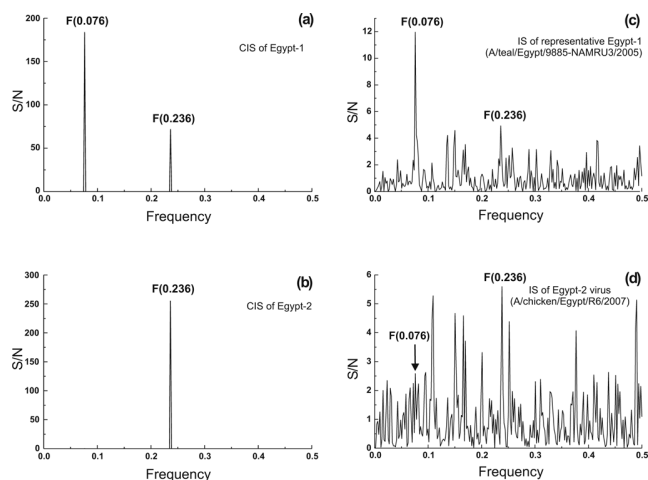 (a)
F(0.076)
CIS of Egypt-1
F(0.236)
S/N
200
150
100
50
0
0.0 0.1 0.2 0.3 0.4 0.5
Frequency
(c)
F(0.076)
IS of representative Egypt-1
(A/teal/Egypt/9885-NAMRU3/2005)
F(0.236)
S/N
12
10
8
6
4
2
0
0.0 0.1 0.2 0.3 0.4 0.5
Frequency
(b)
F(0.236)
CIS of Egypt-2
S/N
300
250
200
150
100
50
0
0.0 0.1 0.2 0.3 0.4 0.5
Frequency
(d)
F(0.236)
IS of Egypt-2 virus
(A/chicken/Egypt/R6/2007)
F(0.076)
S/N
6
5
4
3
2
1
0
0.0 0.1 0.2 0.3 0.4 0.5
Frequency